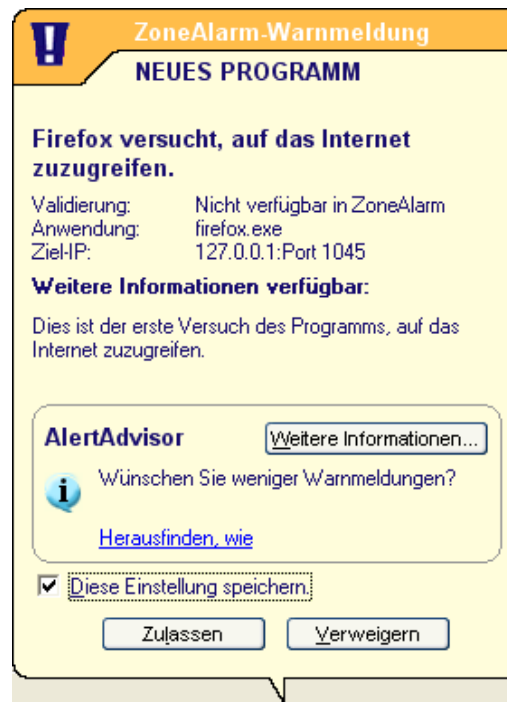 ZoneAlarm-Warnmeldung
NEUES PROGRAMM
Firefox versucht, auf das Internet
zuzugreifen.
Validierung: Nicht verfügbar in ZoneAlarm
Anwendung: firefox.exe
Ziel-IP: 127.0.0.1:Port 1045
Weitere Informationen verfügbar:
Dies ist der erste Versuch des Programms, auf das
Internet zuzugreifen.
AlertAdvisor Weitere Informationen...
Wünschen Sie weniger Warnmeldungen?
Herausfinden, wie
Diese Einstellung speichern.
Zulassen Verweigern